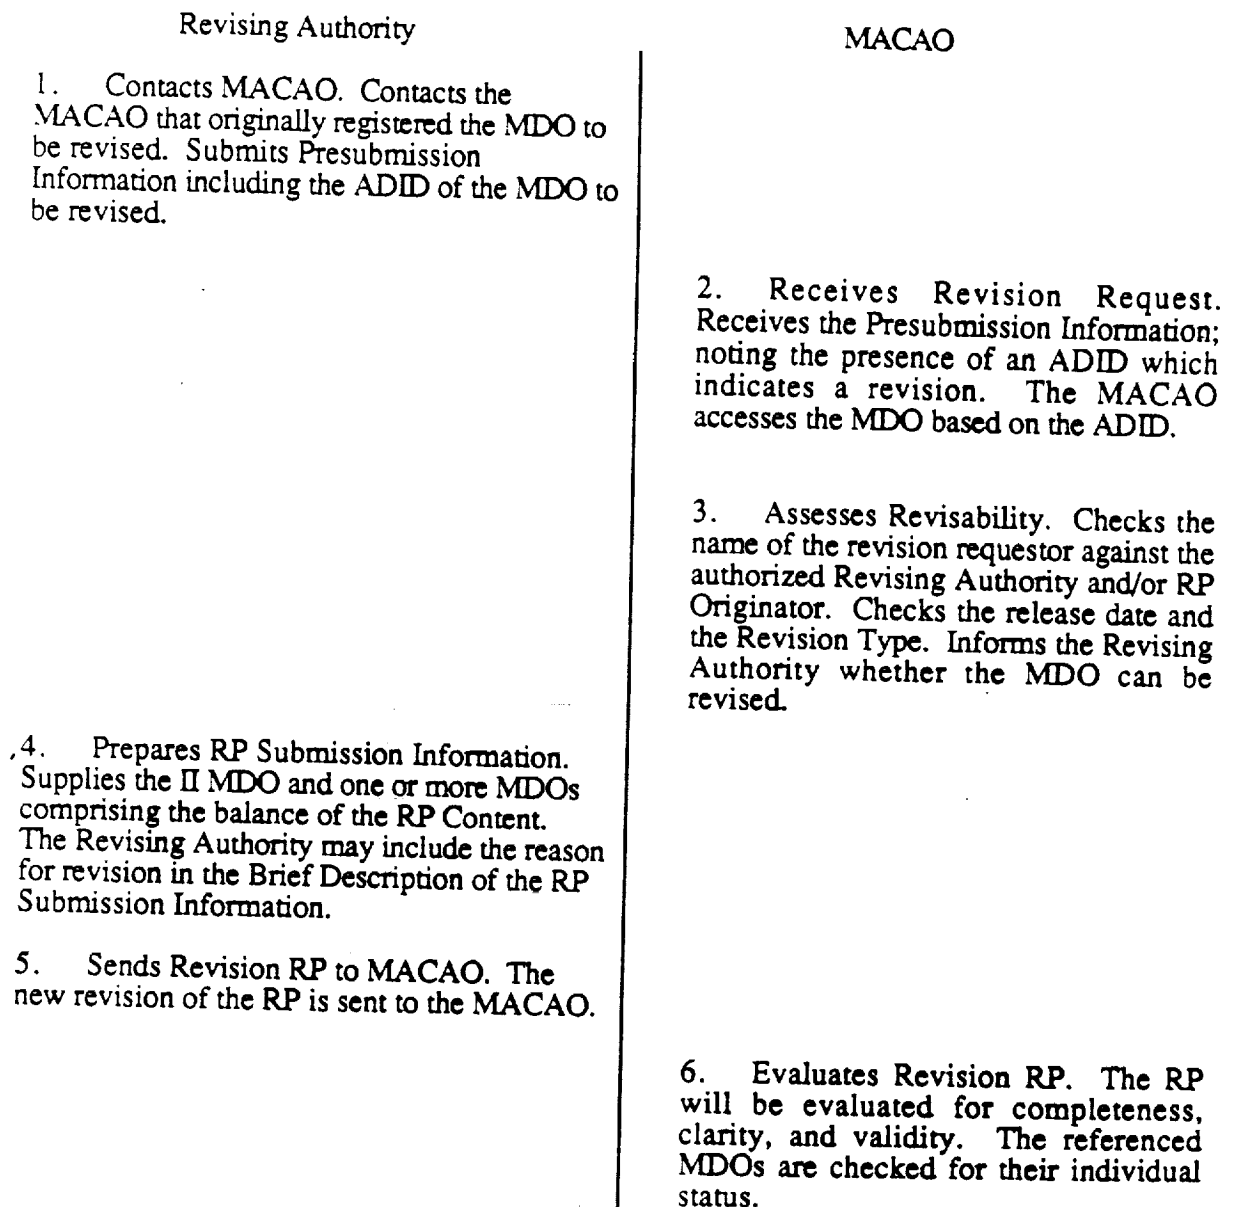 Revising Authority
MACAO
1. Contacts MACAO. Contacts the
MACAO that originally registered the MDO to
be revised. Submits Presubmission
Information including the ADID of the MDO to
be revised.
2. Receives Revision Request.
Receives the Presubmission Information;
noting the presence of an ADID which
indicates a revision. The MACAO
accesses the MDO based on the ADID.
3. Assesses Revisability. Checks the
name of the revision requestor against the
authorized Revising Authority and/or RP
Originator. Checks the release date and
the Revision Type. Informs the Revising
Authority whether the MDO can be
revised.
4. Prepares RP Submission Information.
Supplies the II MDO and one or more MDOs
comprising the balance of the RP Content.
The Revising Authority may include the reason
for revision in the Brief Description of the RP
Submission Information.
5. Sends Revision RP to MACAO. The
new revision of the RP is sent to the MACAO.
6. Evaluates Revision RP. The RP
will be evaluated for completeness,
clarity, and validity. The referenced
MDOs are checked for their individual
status.